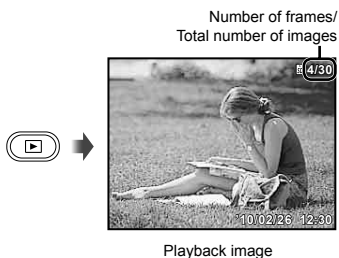 Number of frames/
Total number of images
4/30
'10/02/26 12:30
Playback image